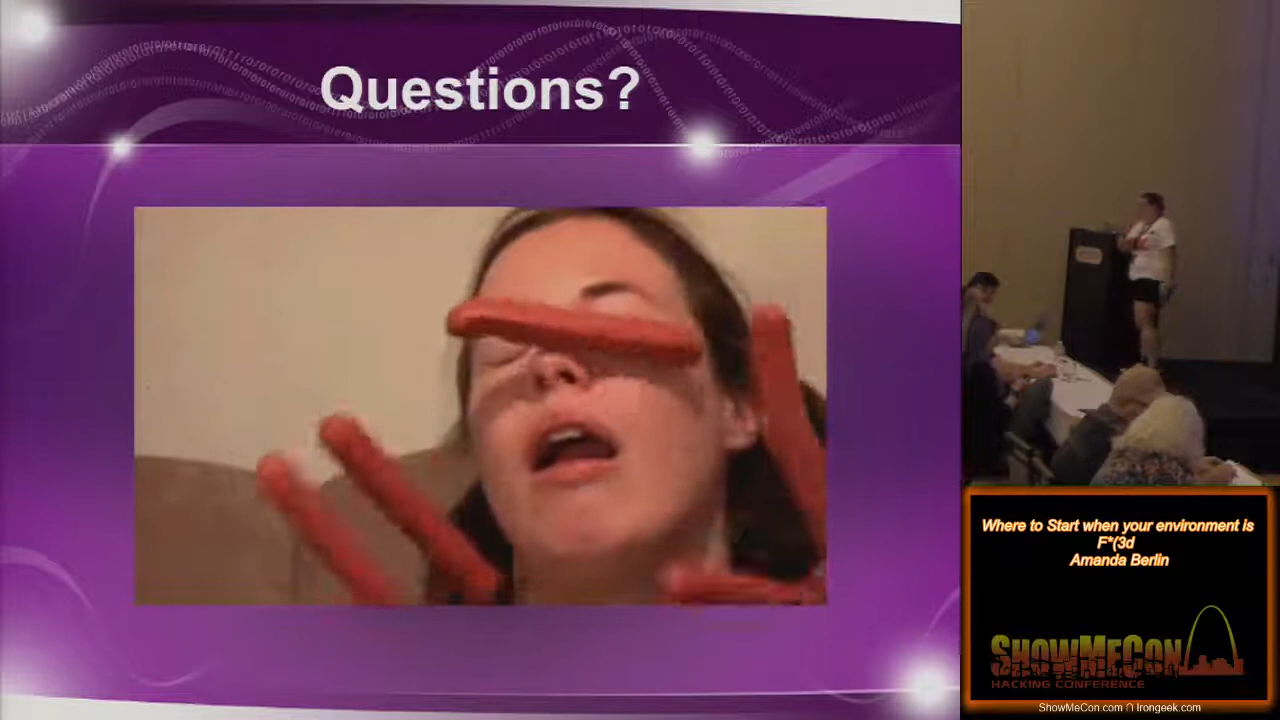 Questions?
Where to Start when your environment is
F*(3d
Amanda Berlin
ShowMeCon
HACKING CONFERENCE
ShowMeCon.com ∩ Irongeek.com